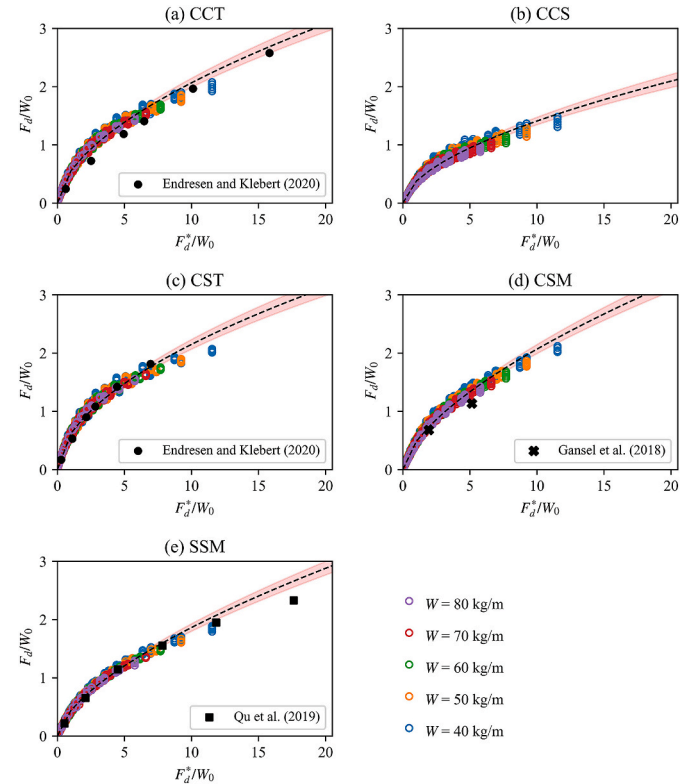 (a) CCT
3
2
1
0
F_d/W_0
Endresen and Klebert (2020)
0 5 10 15 20
F_d^*/W_0
(b) CCS
3
2
1
0
F_d/W_0
0 5 10 15 20
F_d^*/W_0
(c) CST
3
2
1
0
F_d/W_0
Endresen and Klebert (2020)
0 5 10 15 20
F_d^*/W_0
(d) CSM
3
2
1
0
F_d/W_0
Gansel et al. (2018)
0 5 10 15 20
F_d^*/W_0
(e) SSM
3
2
1
0
F_d/W_0
Qu et al. (2019)
0 5 10 15 20
F_d^*/W_0
W = 80 kg/m
W = 70 kg/m
W = 60 kg/m
W = 50 kg/m
W = 40 kg/m